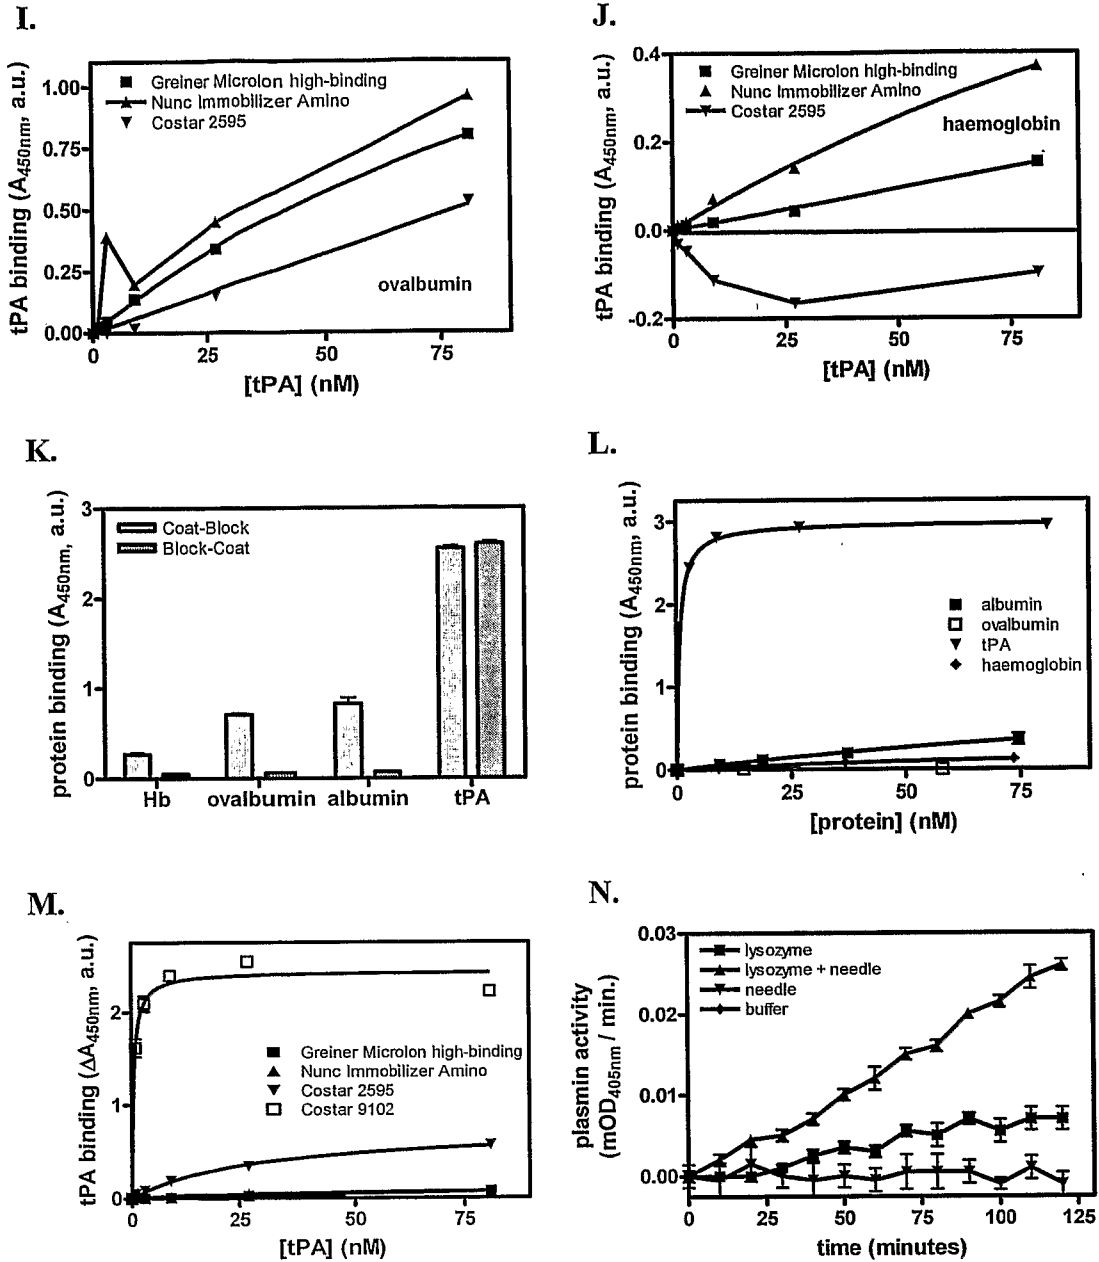 I.
tPA binding (A450nm, a.u.)
1.00
0.75
0.50
0.25
0.00
Greiner Microlon high-binding
Nunc Immobilizer Amino
Costar 2595
ovalbumin
0 25 50 75
[tPA] (nM)
J.
tPA binding (A450nm, a.u.)
0.4
0.2
0.0
-0.2
Greiner Microlon high-binding
Nunc Immobilizer Amino
Costar 2595
haemoglobin
0 25 50 75
[tPA] (nM)
K.
protein binding (A450nm, a.u.)
3
2
1
0
Coat-Block
Block-Coat
Hb ovalbumin albumin tPA
L.
protein binding (A450nm, a.u.)
3
2
1
0
albumin
ovalbumin
tPA
haemoglobin
0 25 50 75
[protein] (nM)
M.
tPA binding (ΔA450nm, a.u.)
2
1
0
Greiner Microlon high-binding
Nunc Immobilizer Amino
Costar 2595
Costar 9102
0 25 50 75
[tPA] (nM)
N.
plasmin activity
(mOD405nm / min.)
0.03
0.02
0.01
0.00
lysozyme
lysozyme + needle
needle
buffer
0 25 50 75 100 125
time (minutes)